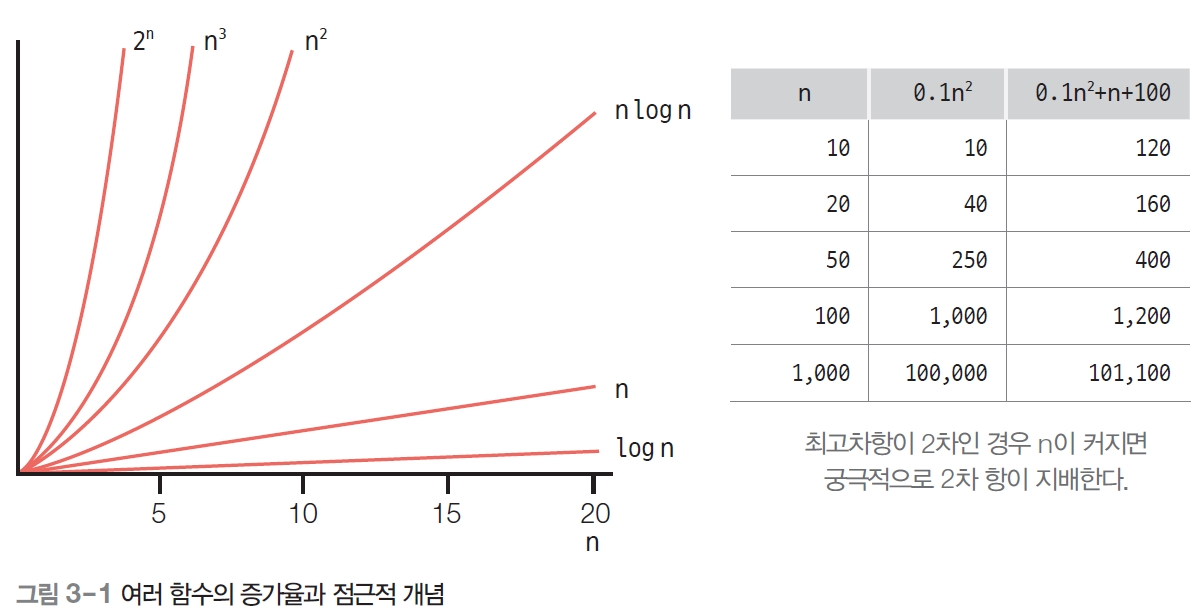 2ⁿ
n³
n²
n log n
n
log n
5 10 15 20
n
n 0.1n² 0.1n²+n+100
10 10 120
20 40 160
50 250 400
100 1,000 1,200
1,000 100,000 101,100
최고차항이 2차인 경우 n이 커지면
궁극적으로 2차 항이 지배한다.
그림 3-1 여러 함수의 증가율과 점근적 개념